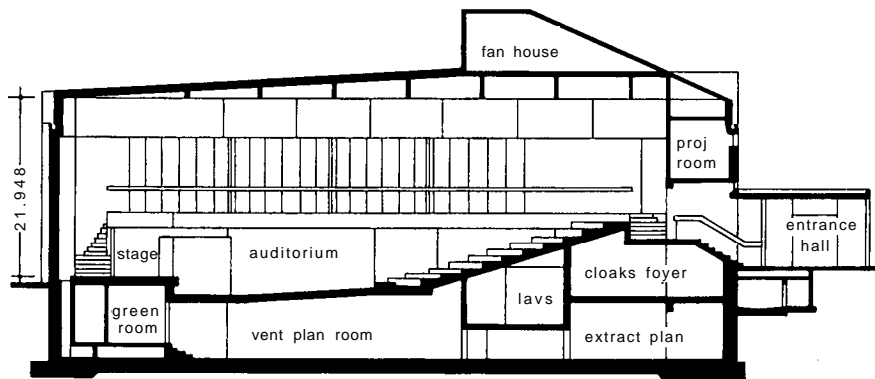 fan house
proj
room
21.948
entrance
hall
stage
auditorium
cloaks foyer
green
room
lavs
vent plan room
extract plan